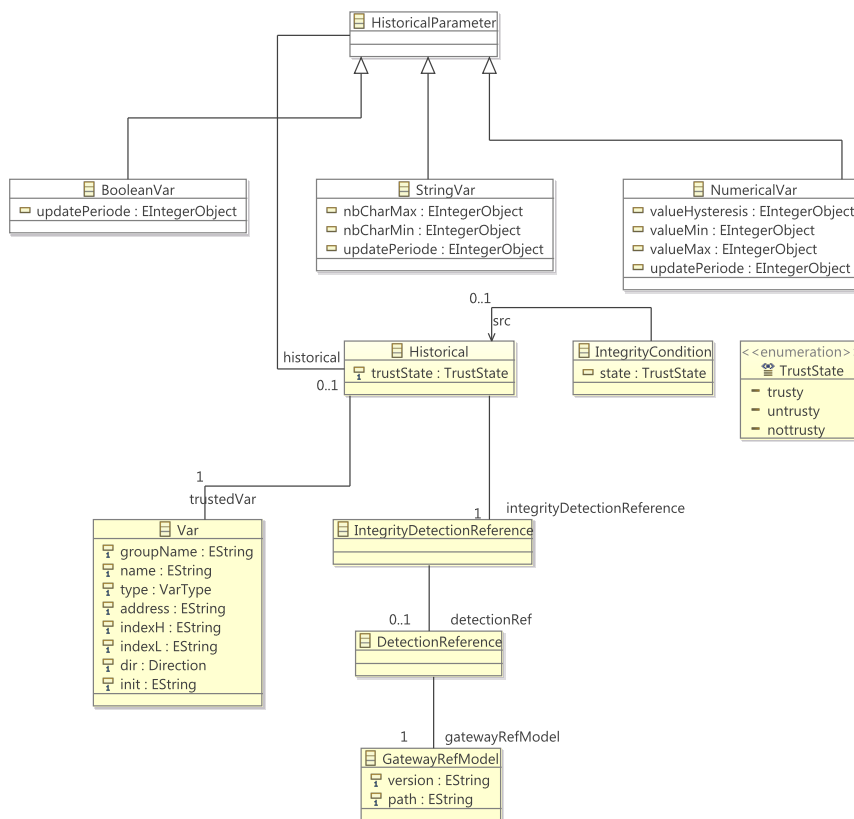 HistoricalParameter
BooleanVar
updatePeriode : EIntegerObject
StringVar
nbCharMax : EIntegerObject
nbCharMin : EIntegerObject
updatePeriode : EIntegerObject
NumericalVar
valueHysteresis : EIntegerObject
valueMin : EIntegerObject
valueMax : EIntegerObject
updatePeriode : EIntegerObject
0..1
src
historical
0..1
Historical
trustState : TrustState
IntegrityCondition
state : TrustState
<<enumeration>>
TrustState
trusty
untrusty
nottrusty
1
trustedVar
1
integrityDetectionReference
Var
groupName : EString
name : EString
type : VarType
address : EString
indexH : EString
indexL : EString
dir : Direction
init : EString
IntegrityDetectionReference
0..1
detectionRef
DetectionReference
1
gatewayRefModel
GatewayRefModel
version : EString
path : EString